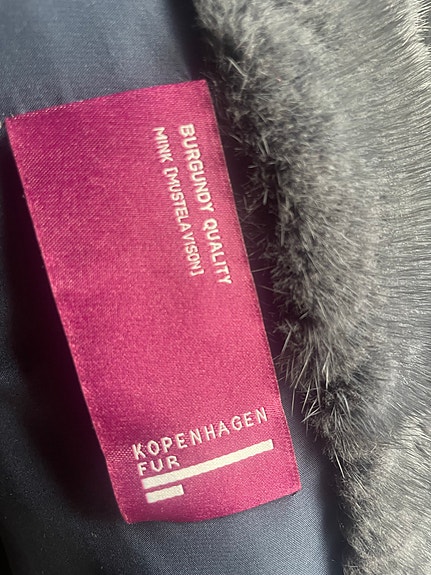 BURGUNDY QUALITY
MINK [MUSTELA VISON]
KOPENHAGEN
FUR